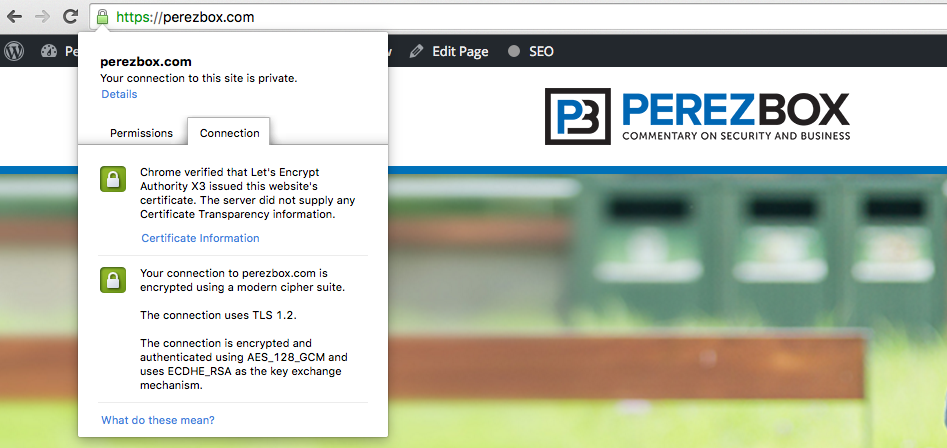 https://perezbox.com
Pe
Edit Page
SEO
perezbox.com
Your connection to this site is private.
Details
Permissions
Connection
Chrome verified that Let's Encrypt
Authority X3 issued this website's
certificate. The server did not supply any
Certificate Transparency information.
Certificate Information
Your connection to perezbox.com is
encrypted using a modern cipher suite.
The connection uses TLS 1.2.
The connection is encrypted and
authenticated using AES_128_GCM and
uses ECDHE_RSA as the key exchange
mechanism.
What do these mean?
PB
PEREZBOX
COMMENTARY ON SECURITY AND BUSINESS